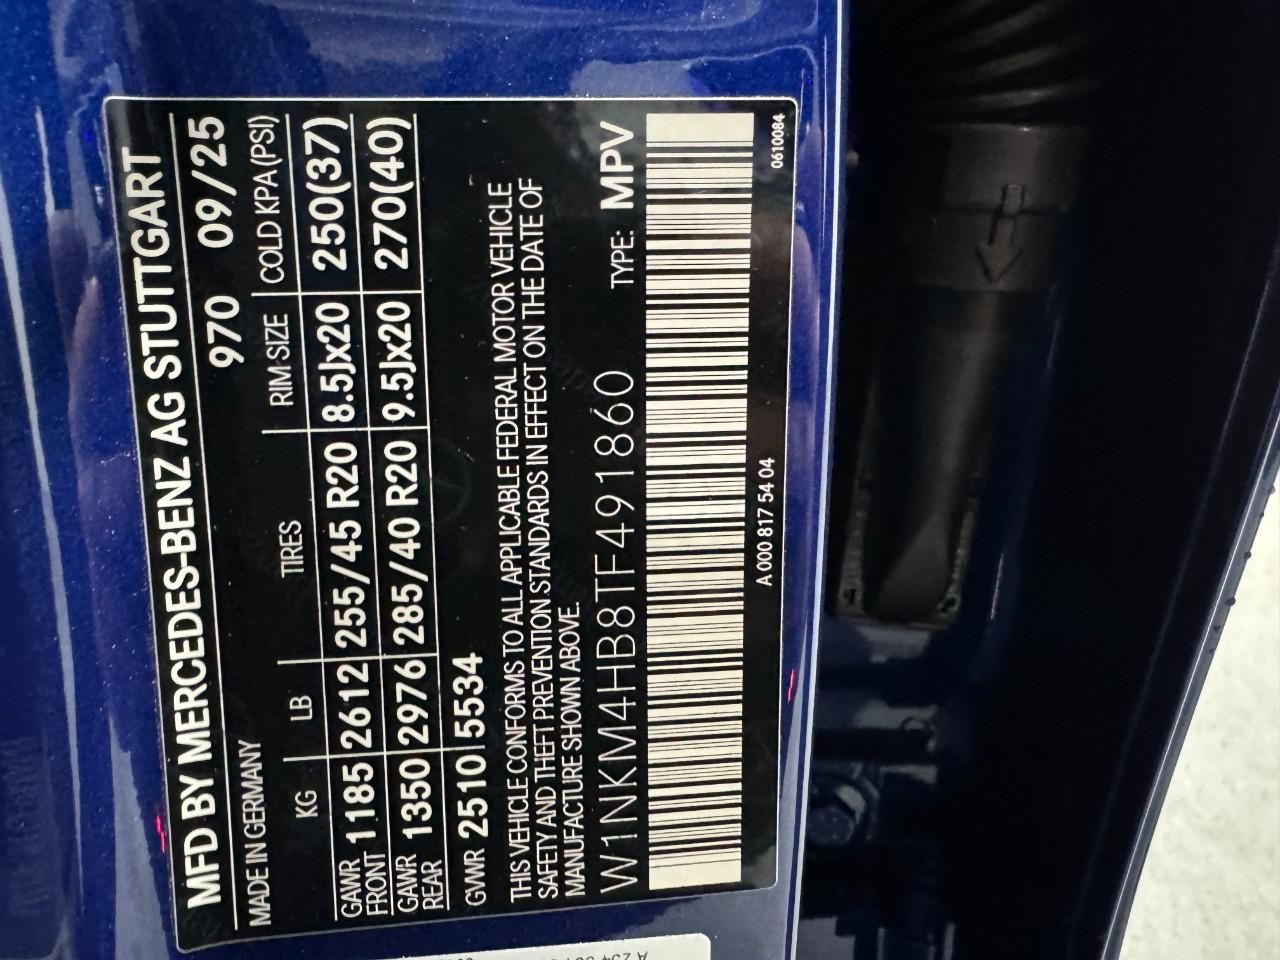 MFD BY MERCEDES-BENZ AG STUTTGART
MADE IN GERMANY 970 09/25
KG LB TIRES RIM SIZE COLD KPA(PSI)
GAWR FRONT 1185 2612 255/45 R20 8.5Jx20 250(37)
GAWR REAR 1350 2976 285/40 R20 9.5Jx20 270(40)
GVWR 2510 5534
THIS VEHICLE CONFORMS TO ALL APPLICABLE FEDERAL MOTOR VEHICLE
SAFETY AND THEFT PREVENTION STANDARDS IN EFFECT ON THE DATE OF
MANUFACTURE SHOWN ABOVE.
W1NKM4HB8TF491860 TYPE: MPV
A 000 817 54 04
0610084